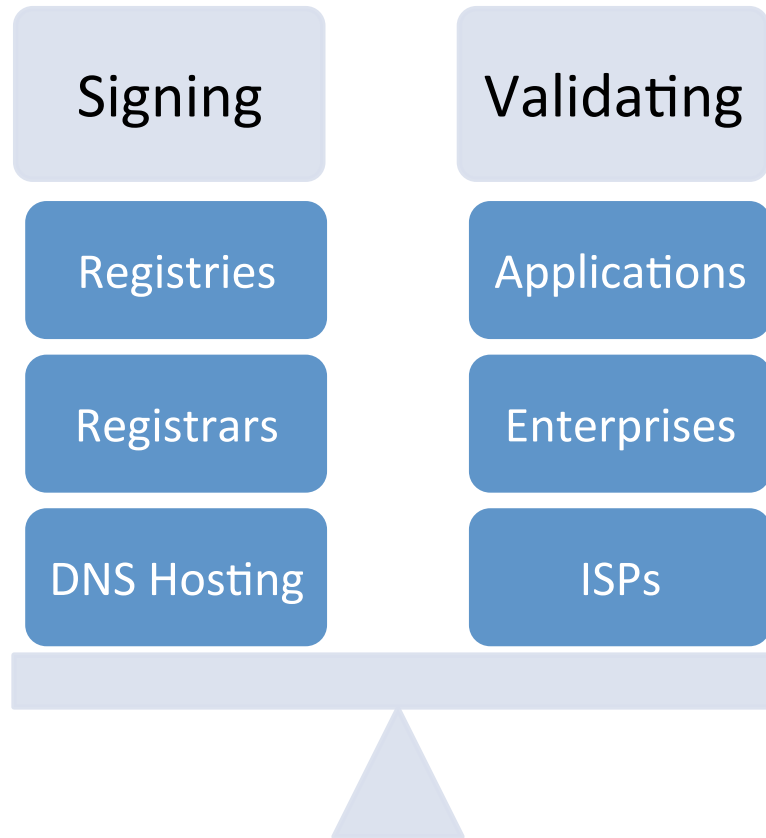 Signing
Validating
Registries
Applications
Registrars
Enterprises
DNS Hosting
ISPs